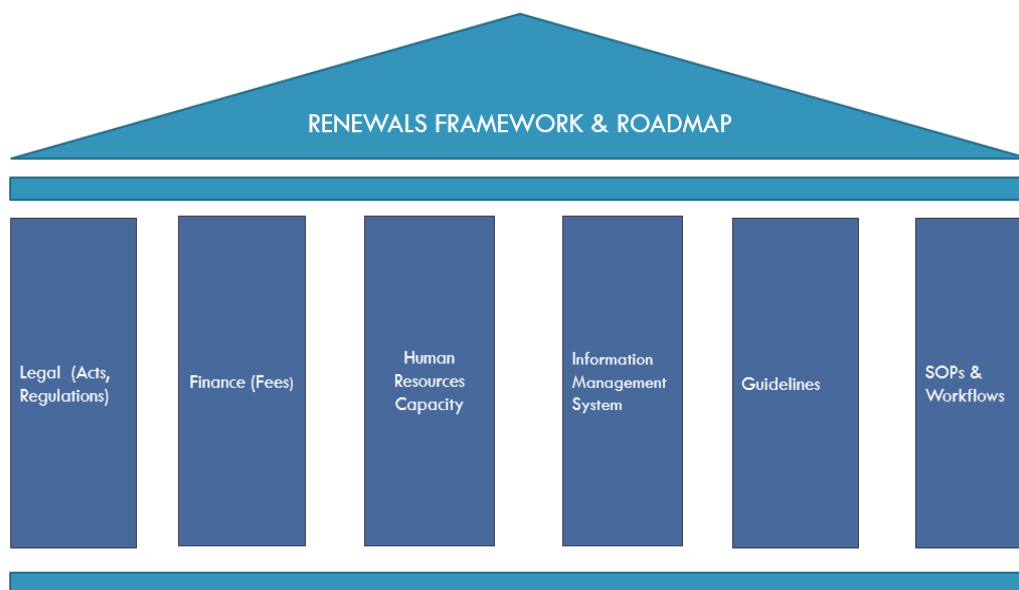 RENEWALS FRAMEWORK & ROADMAP
Legal (Acts,
Regulations)
Finance (Fees)
Human
Resources
Capacity
Information
Management
System
Guidelines
SOPs &
Workflows